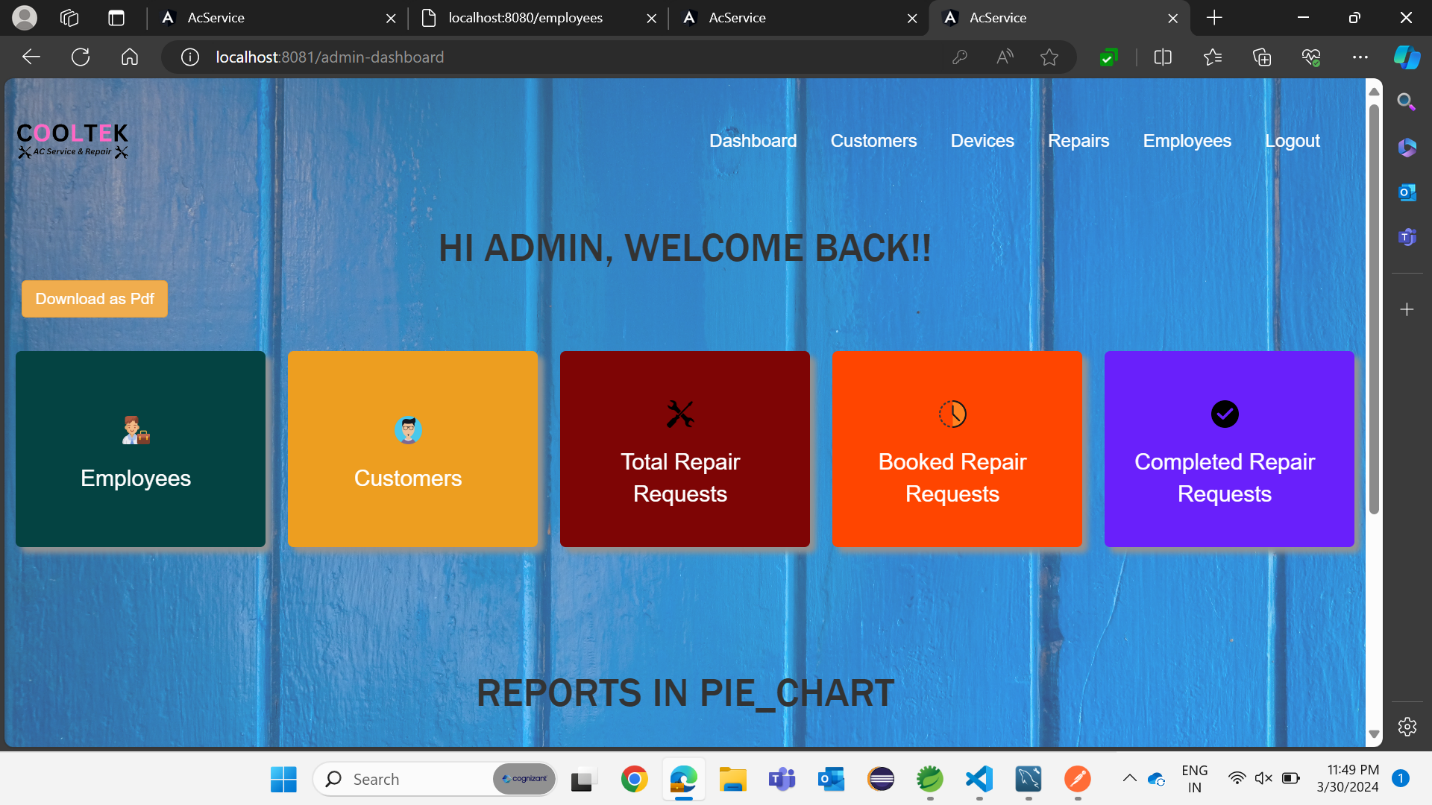 AcService
localhost:8080/employees
AcService
AcService
localhost:8081/admin-dashboard
COOLTEK
AC Service & Repair
Dashboard Customers Devices Repairs Employees Logout
HI ADMIN, WELCOME BACK!!
Download as Pdf
Employees
Customers
Total Repair
Requests
Booked Repair
Requests
Completed Repair
Requests
REPORTS IN PIE_CHART
Search
cognizant
ENG
IN
11:49 PM
3/30/2024
1